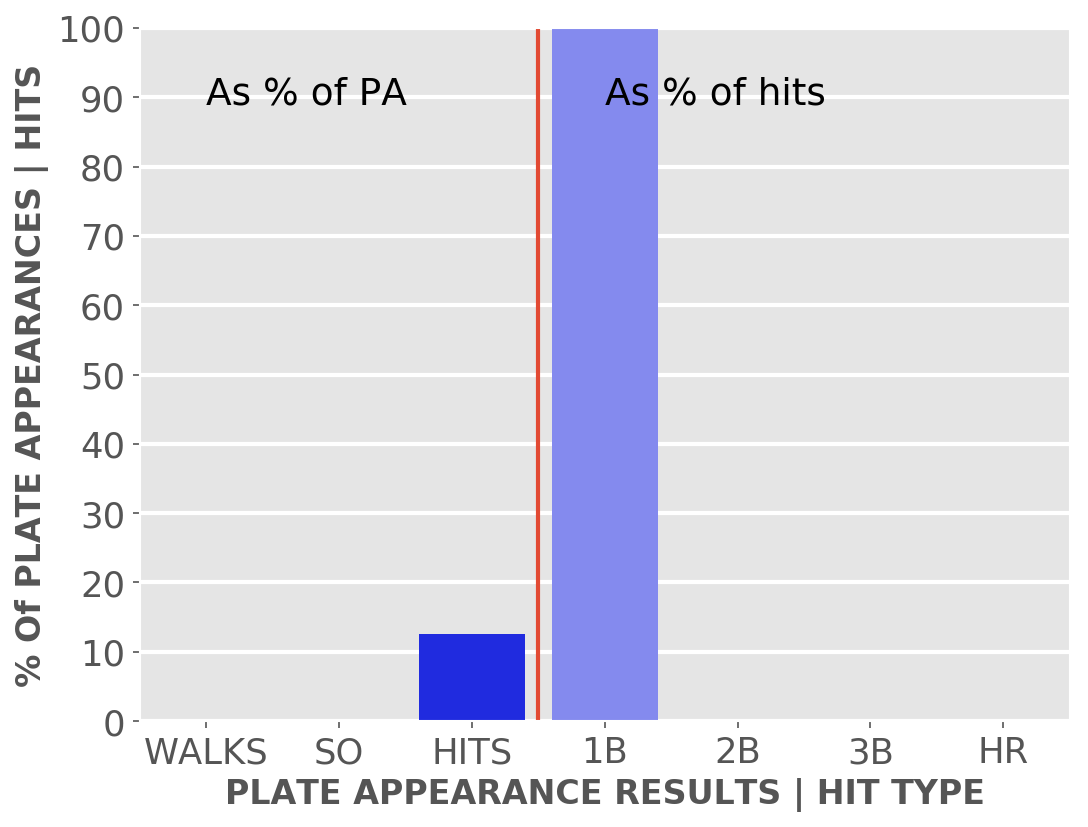 % Of PLATE APPEARANCES | HITS
100
90
80
70
60
50
40
30
20
10
0
As % of PA
As % of hits
WALKS SO HITS 1B 2B 3B HR
PLATE APPEARANCE RESULTS | HIT TYPE